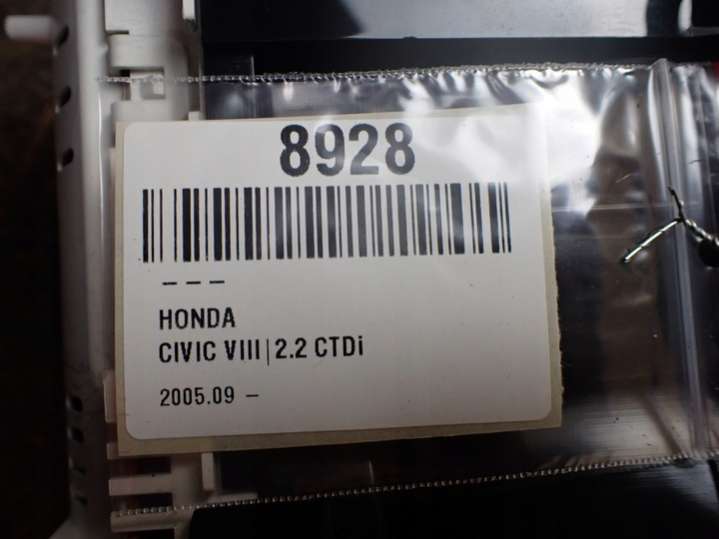 8928
– – –
HONDA
CIVIC VIII|2.2 CTDi
2005.09 –